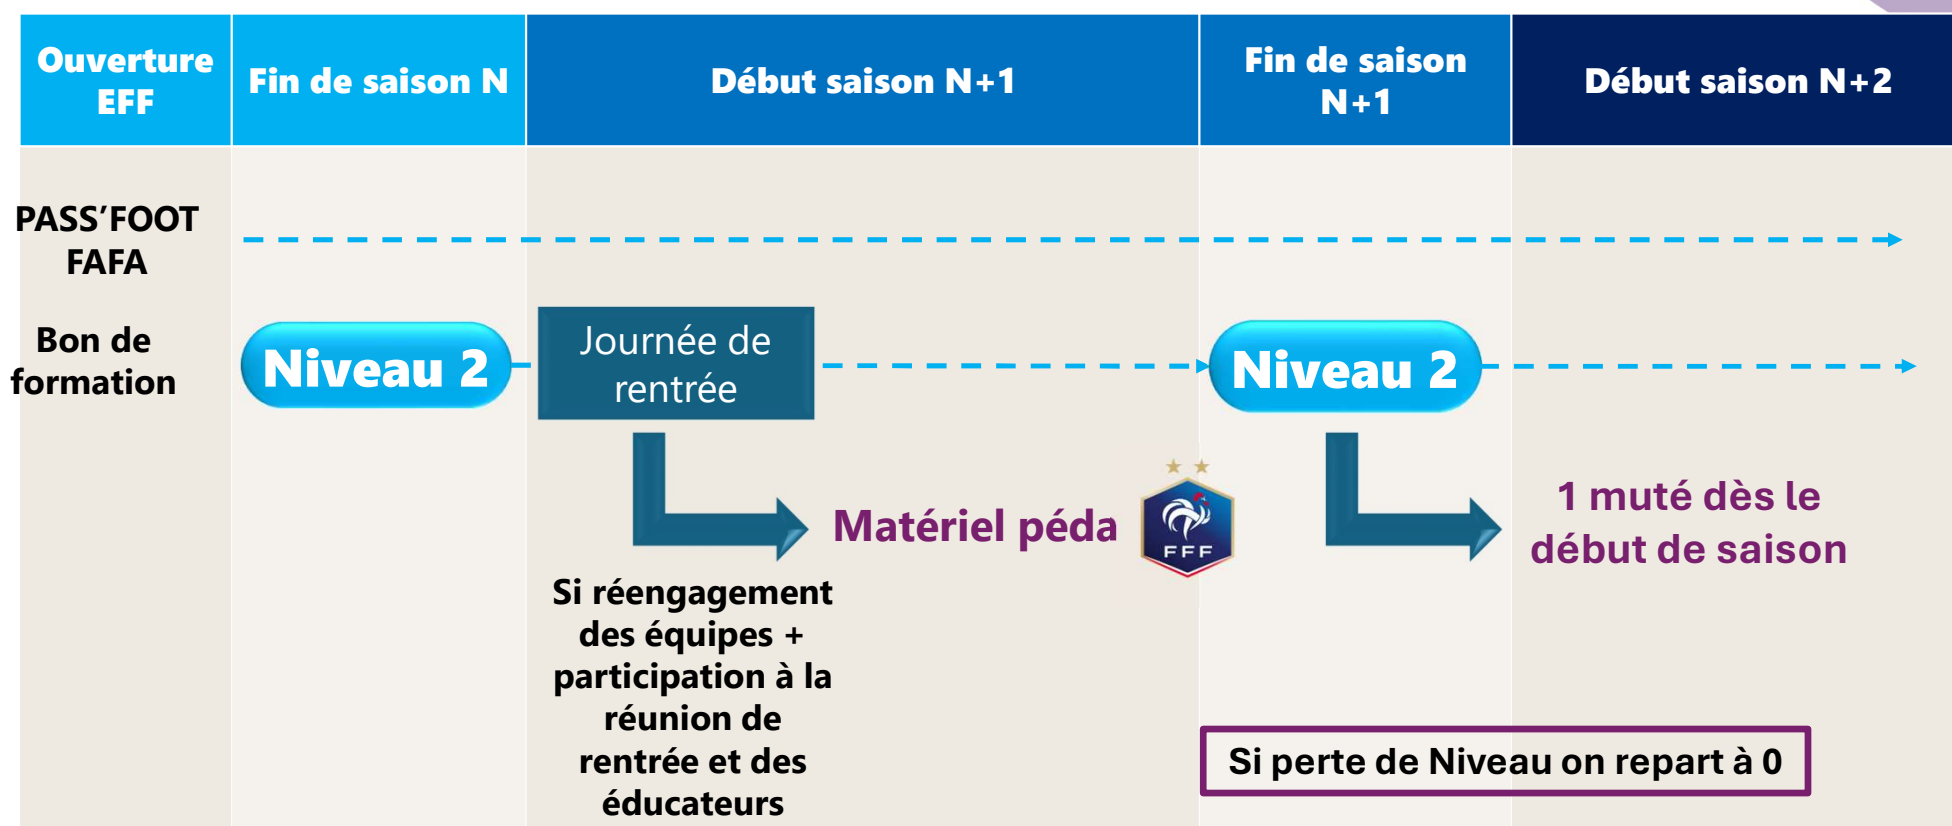 Ouverture
EFF
Fin de saison N
Début saison N+1
Fin de saison
N+1
Début saison N+2
PASS’FOOT
FAFA
Bon de
formation
Niveau 2
Journée de
rentrée
Niveau 2
Matériel péda
FFF
1 muté dès le
début de saison
Si réengagement
des équipes +
participation à la
réunion de
rentrée et des
éducateurs
Si perte de Niveau on repart à 0